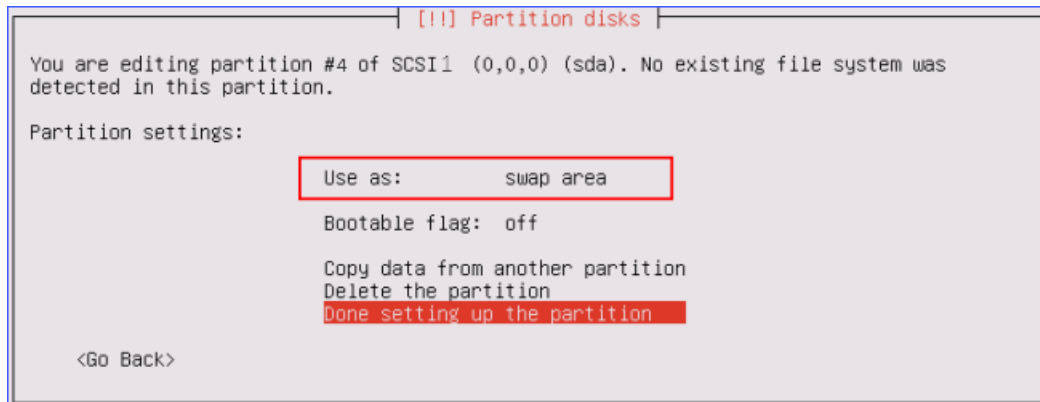 [!!] Partition disks
You are editing partition #4 of SCSI1 (0,0,0) (sda). No existing file system was
detected in this partition.
Partition settings:
Use as: swap area
Bootable flag: off
Copy data from another partition
Delete the partition
Done setting up the partition
<Go Back>